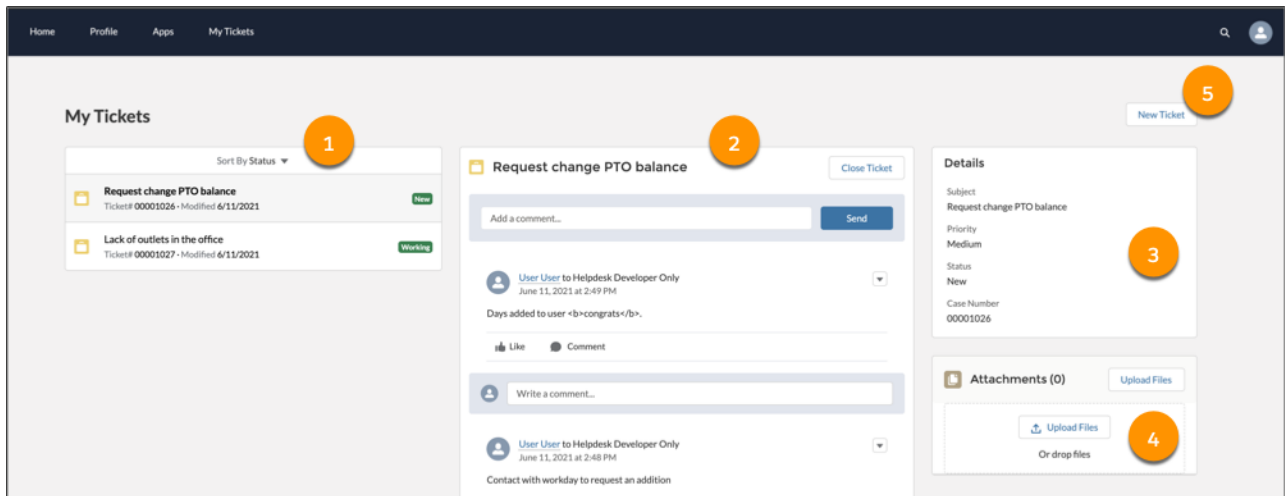 Home Profile Apps My Tickets
5
My Tickets
New Ticket
Sort By Status
1
Request change PTO balance
Ticket# 00001026 • Modified 6/11/2021
New
Lack of outlets in the office
Ticket# 00001027 • Modified 6/11/2021
Working
2
Request change PTO balance
Close Ticket
Add a comment...
Send
User User to Helpdesk Developer Only
June 11, 2021 at 2:49 PM
Days added to user <b>congrats</b>.
Like Comment
Write a comment...
User User to Helpdesk Developer Only
June 11, 2021 at 2:48 PM
Contact with workday to request an addition
Details
Subject
Request change PTO balance
Priority
Medium
3
Status
New
Case Number
00001026
Attachments (0)
Upload Files
Upload Files
4
Or drop files